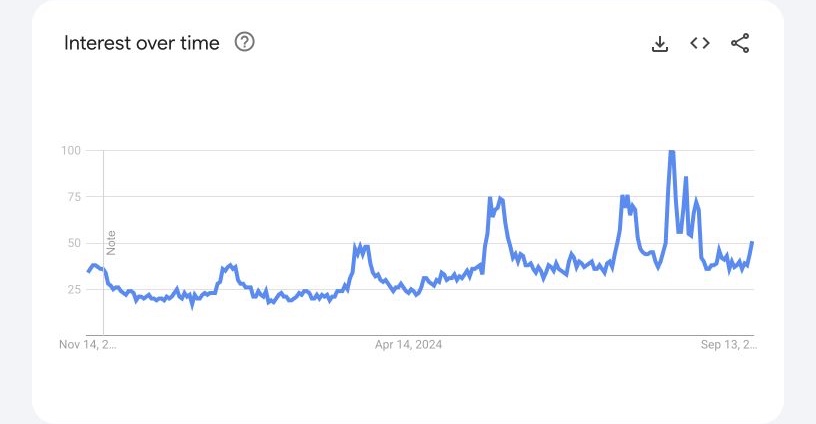 Interest over time
100
75
50
25
Note
Nov 14, 2...
Apr 14, 2024
Sep 13, 2...